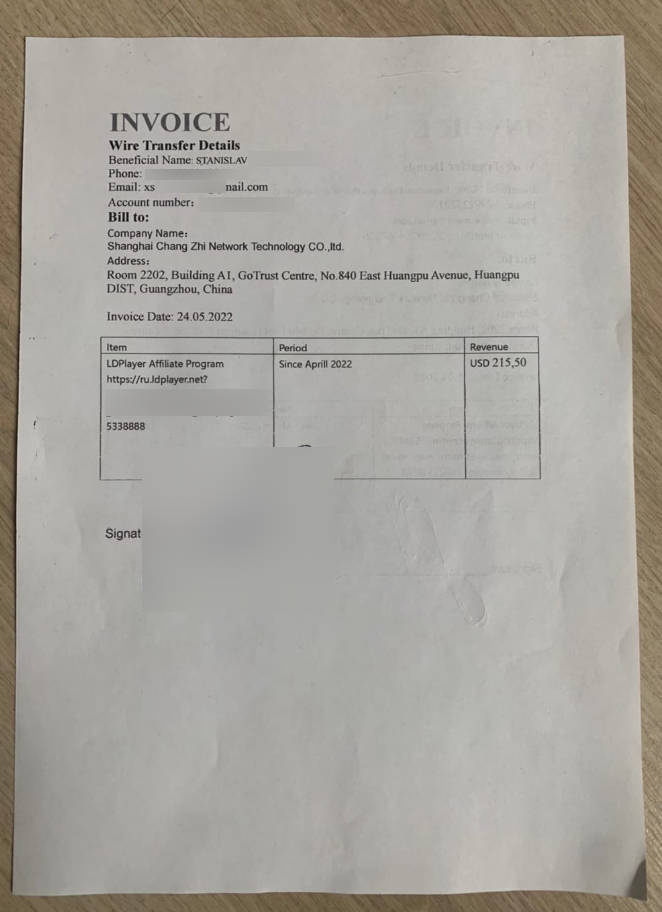 INVOICE
Wire Transfer Details
Beneficial Name: STANISLAV
Phone:
Email: xs nail.com
Account number:
Bill to:
Company Name:
Shanghai Chang Zhi Network Technology CO.,ltd.
Address:
Room 2202, Building A1, GoTrust Centre, No.840 East Huangpu Avenue, Huangpu
DIST, Guangzhou, China
Invoice Date: 24.05.2022
Item Period Revenue
LDPlayer Affiliate Program Since Aprill 2022 USD 215,50
https://ru.ldplayer.net?
5338888
Signat